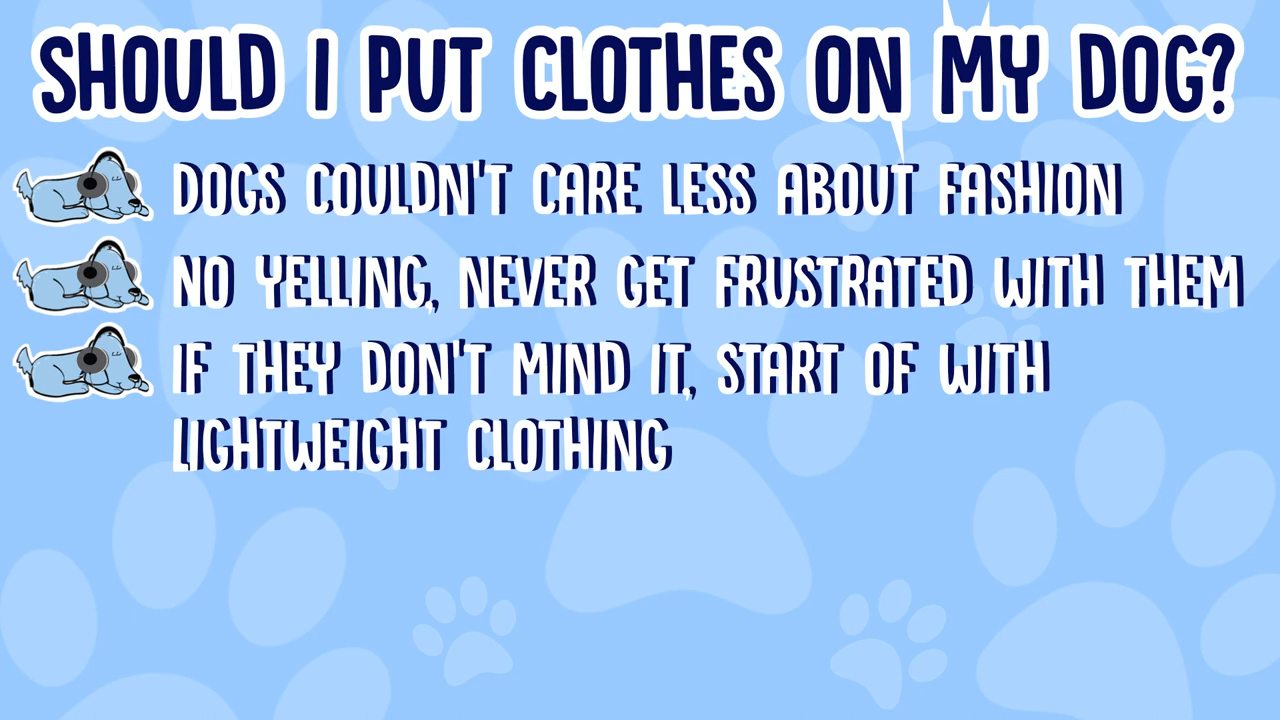 SHOULD I PUT CLOTHES ON MY DOG?
DOGS COULDN'T CARE LESS ABOUT FASHION
NO YELLING, NEVER GET FRUSTRATED WITH THEM
IF THEY DON'T MIND IT, START OF WITH
LIGHTWEIGHT CLOTHING